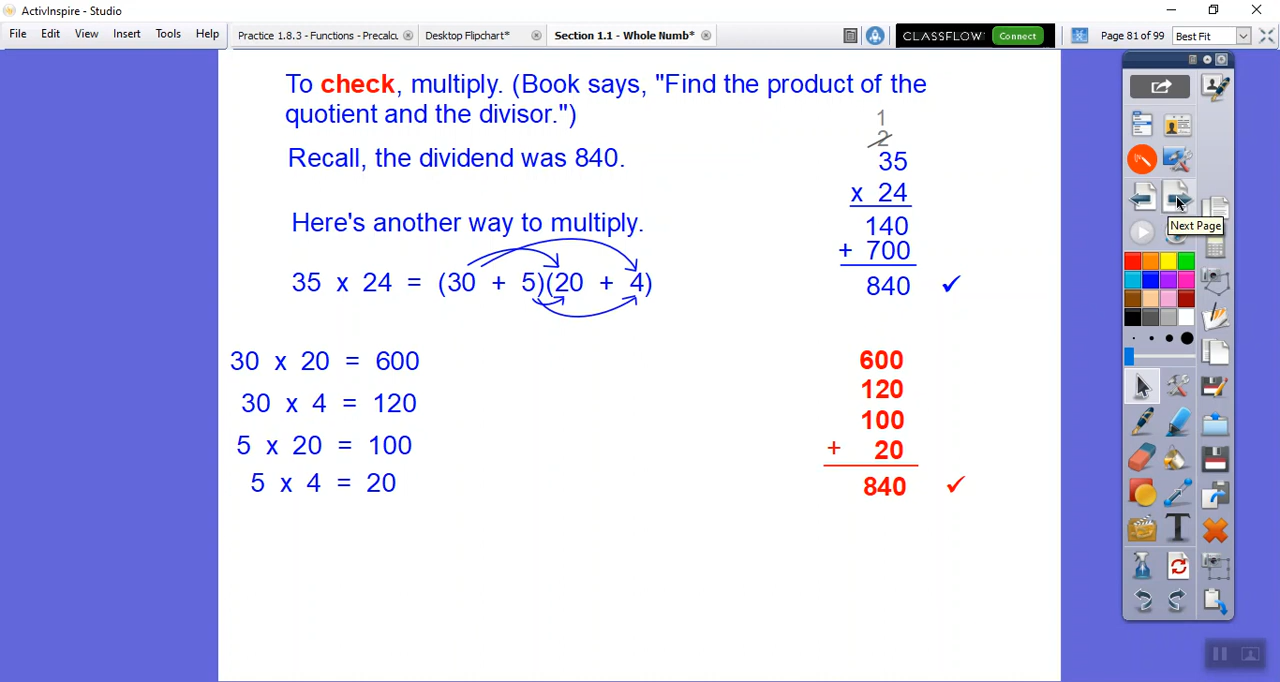 ActivInspire - Studio
File Edit View Insert Tools Help
Practice 1.8.3 - Functions - Precalcu
Desktop Flipchart*
Section 1.1 - Whole Numb*
CLASSFLOW Connect
Page 81 of 99
Best Fit
To check, multiply. (Book says, "Find the product of the
quotient and the divisor.")
Recall, the dividend was 840.
Here's another way to multiply.
35 x 24 = (30 + 5)(20 + 4)
30 x 20 = 600
30 x 4 = 120
5 x 20 = 100
5 x 4 = 20
1
2
35
x 24
140
+ 700
840 ✓
600
120
100
+ 20
840 ✓
Next Page
T